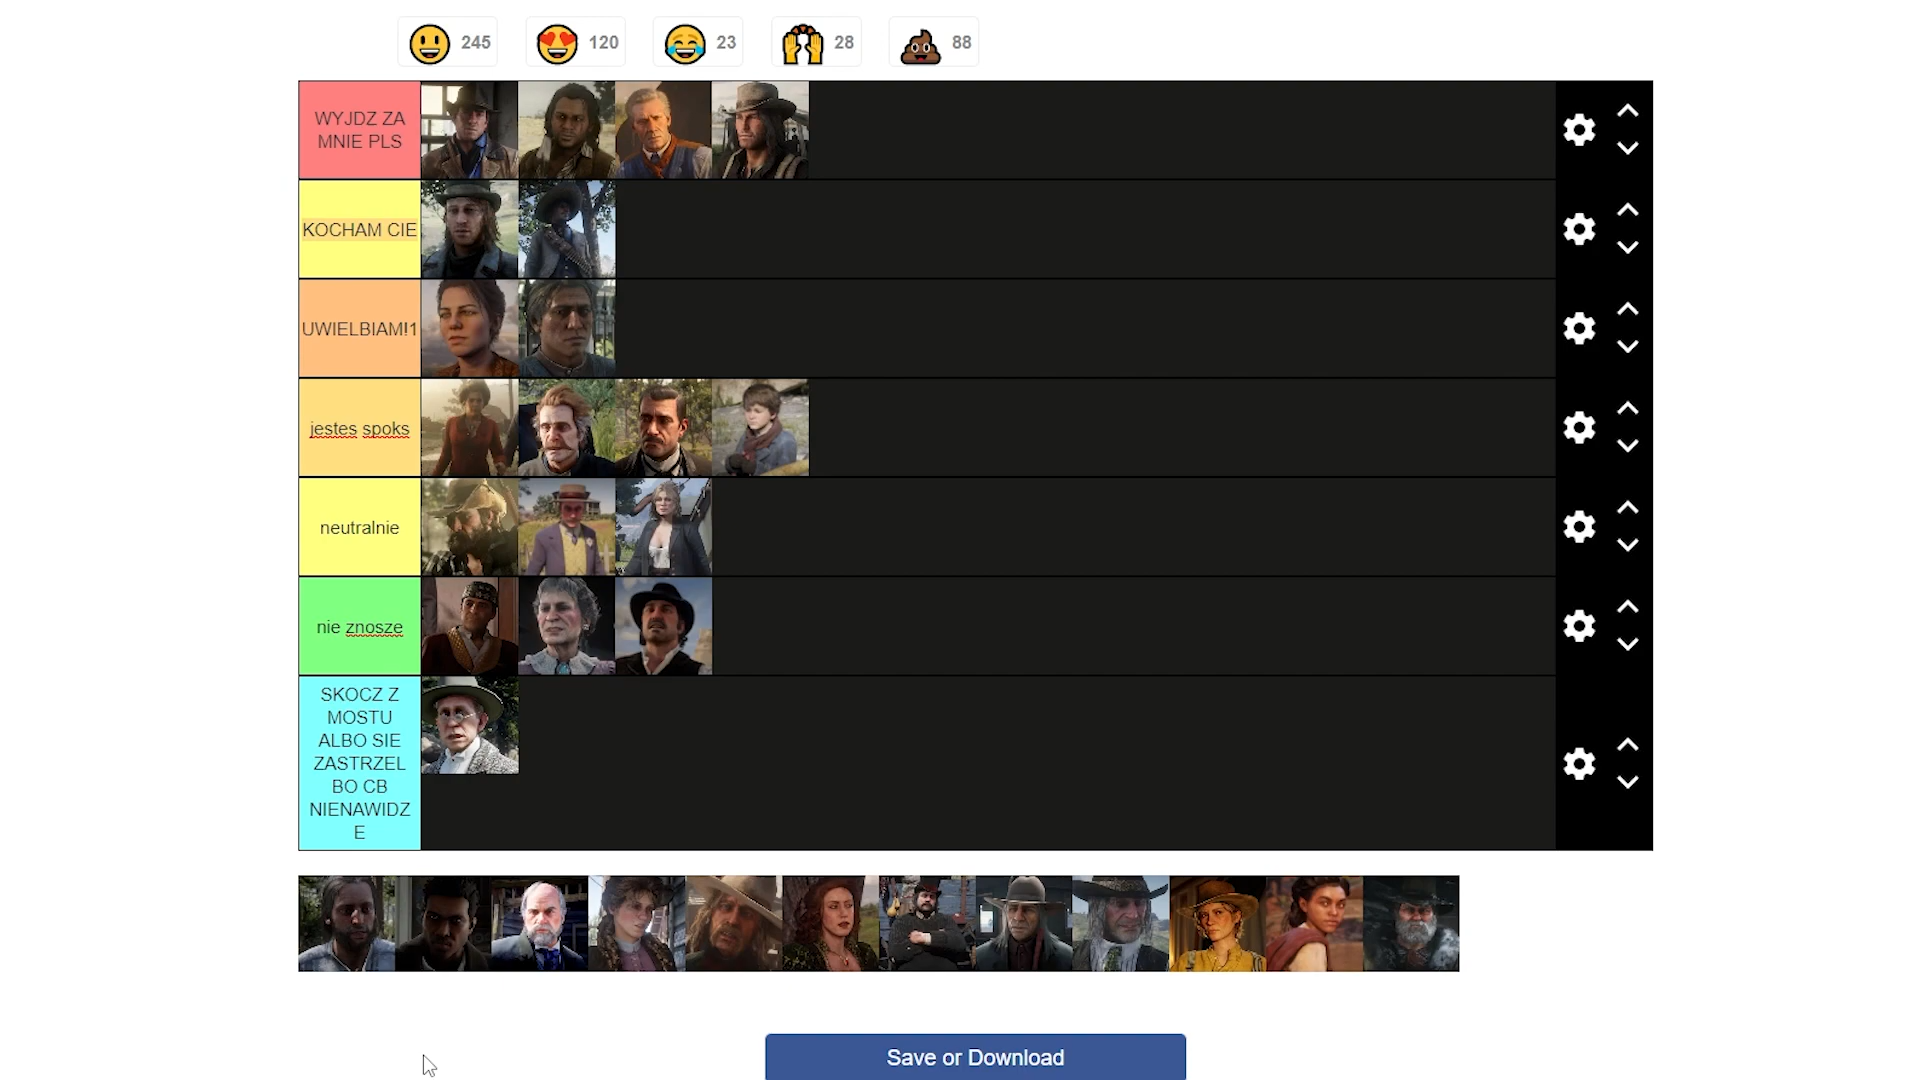 245 120 23 28 88
WYJDZ ZA
MNIE PLS
KOCHAM CIE
UWIELBIAM!1
jestes spoks
neutralnie
nie znosze
SKOCZ Z
MOSTU
ALBO SIE
ZASTRZEL
BO CB
NIENAWIDZ
E
Save or Download